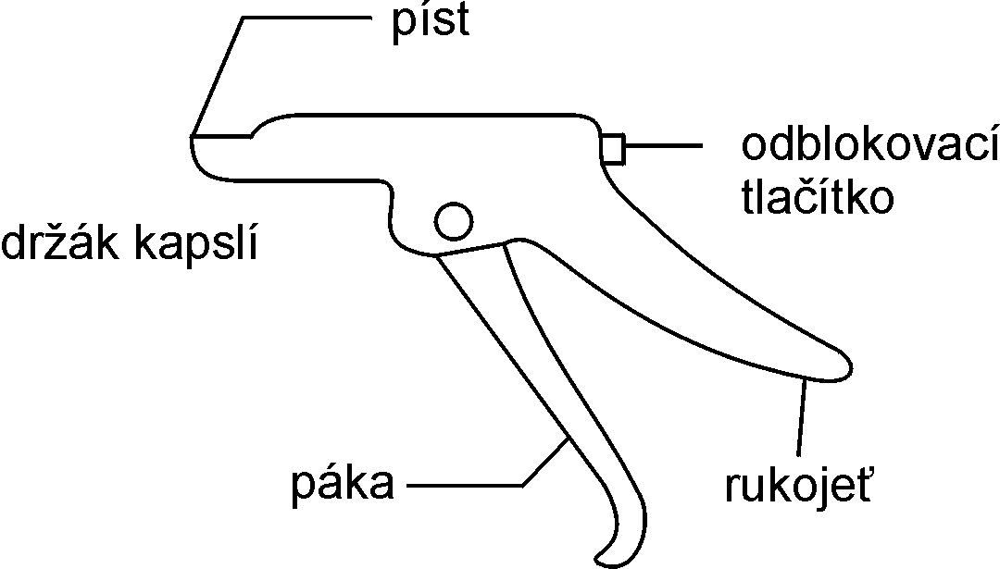 píst
odblokovací
tlačítko
držák kapslí
páka
rukojeť